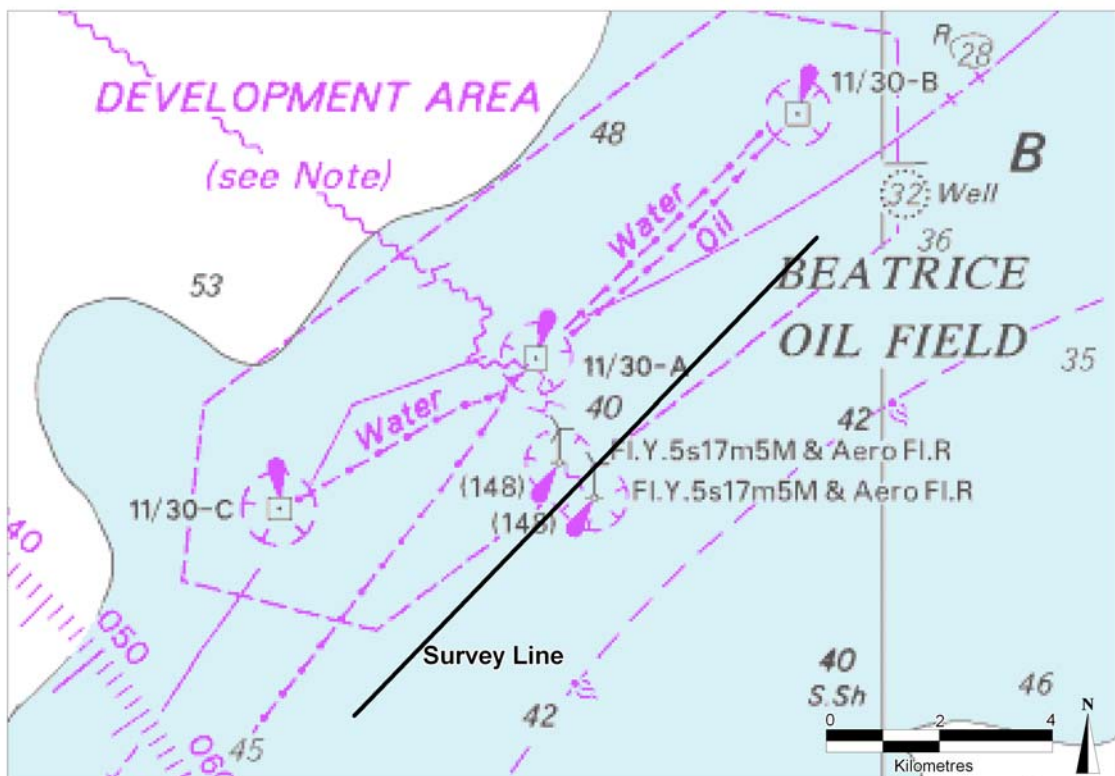 R
28
DEVELOPMENT AREA
11/30-B
48
B
(see Note)
32 Well
Water
36
Oil
53
BEATRICE
OIL FIELD
11/30-A
35
40
42
Water
Fl.Y.5s17m5M & Aero Fl.R
(148)
Fl.Y.5s17m5M & Aero Fl.R
11/30-C
(148)
40
050
Survey Line
40
S.Sh
46
42
45
060
N
0 2 4
Kilometres